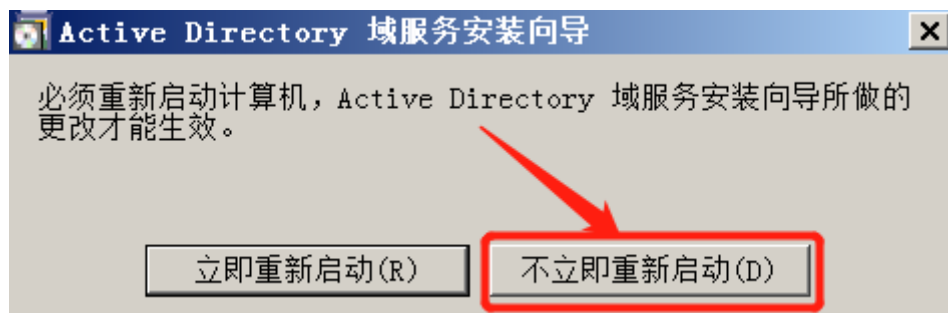 Active Directory 域服务安装向导
必须重新启动计算机，Active Directory 域服务安装向导所做的
更改才能生效。
立即重新启动(R)
不立即重新启动(D)